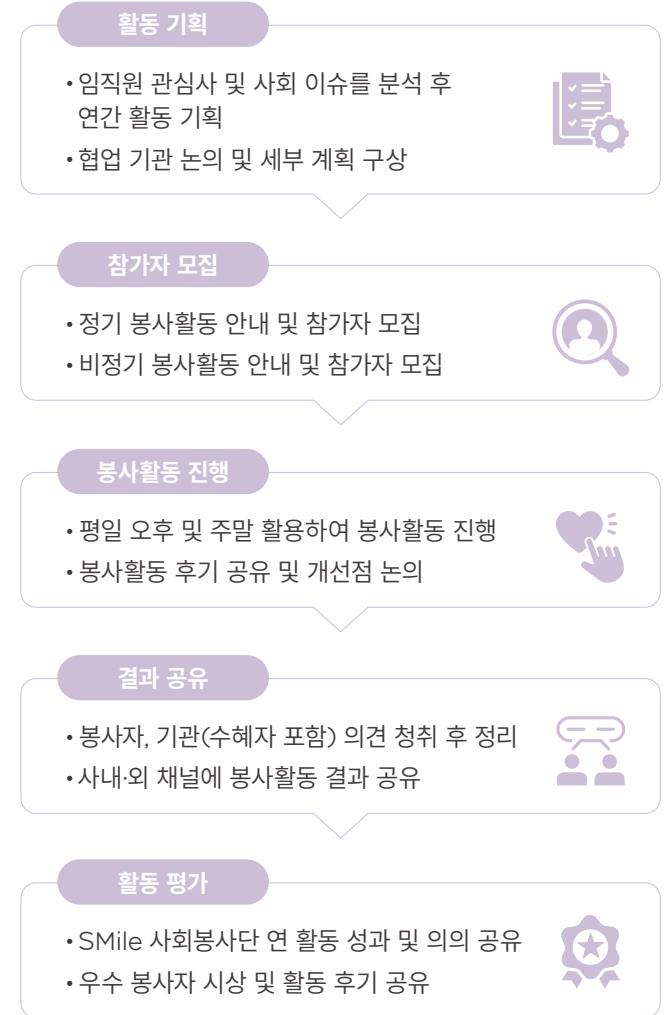 활동 기획
• 임직원 관심사 및 사회 이슈를 분석 후
연간 활동 기획
• 협업 기관 논의 및 세부 계획 구상
참가자 모집
• 정기 봉사활동 안내 및 참가자 모집
• 비정기 봉사활동 안내 및 참가자 모집
봉사활동 진행
• 평일 오후 및 주말 활용하여 봉사활동 진행
• 봉사활동 후기 공유 및 개선점 논의
결과 공유
• 봉사자, 기관(수혜자 포함) 의견 청취 후 정리
• 사내·외 채널에 봉사활동 결과 공유
활동 평가
• SMile 사회봉사단 연 활동 성과 및 의의 공유
• 우수 봉사자 시상 및 활동 후기 공유